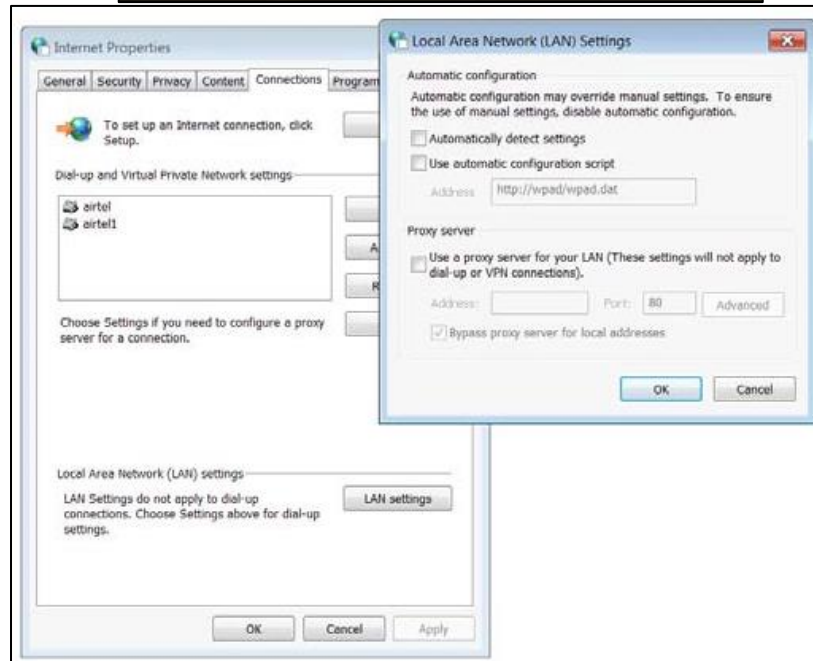 Internet Properties
General Security Privacy Content Connections Program
To set up an Internet connection, click
Setup.
Dial-up and Virtual Private Network settings
airtel
airtel1
A
R
Choose Settings if you need to configure a proxy
server for a connection.
Local Area Network (LAN) settings
LAN Settings do not apply to dial-up
connections. Choose Settings above for dial-up
settings.
LAN settings
OK Cancel Apply
Local Area Network (LAN) Settings
Automatic configuration
Automatic configuration may override manual settings. To ensure
the use of manual settings, disable automatic configuration.
Automatically detect settings
Use automatic configuration script
Address http://wpad/wpad.dat
Proxy server
Use a proxy server for your LAN (These settings will not apply to
dial-up or VPN connections).
Address: Port: 80 Advanced
Bypass proxy server for local addresses
OK Cancel